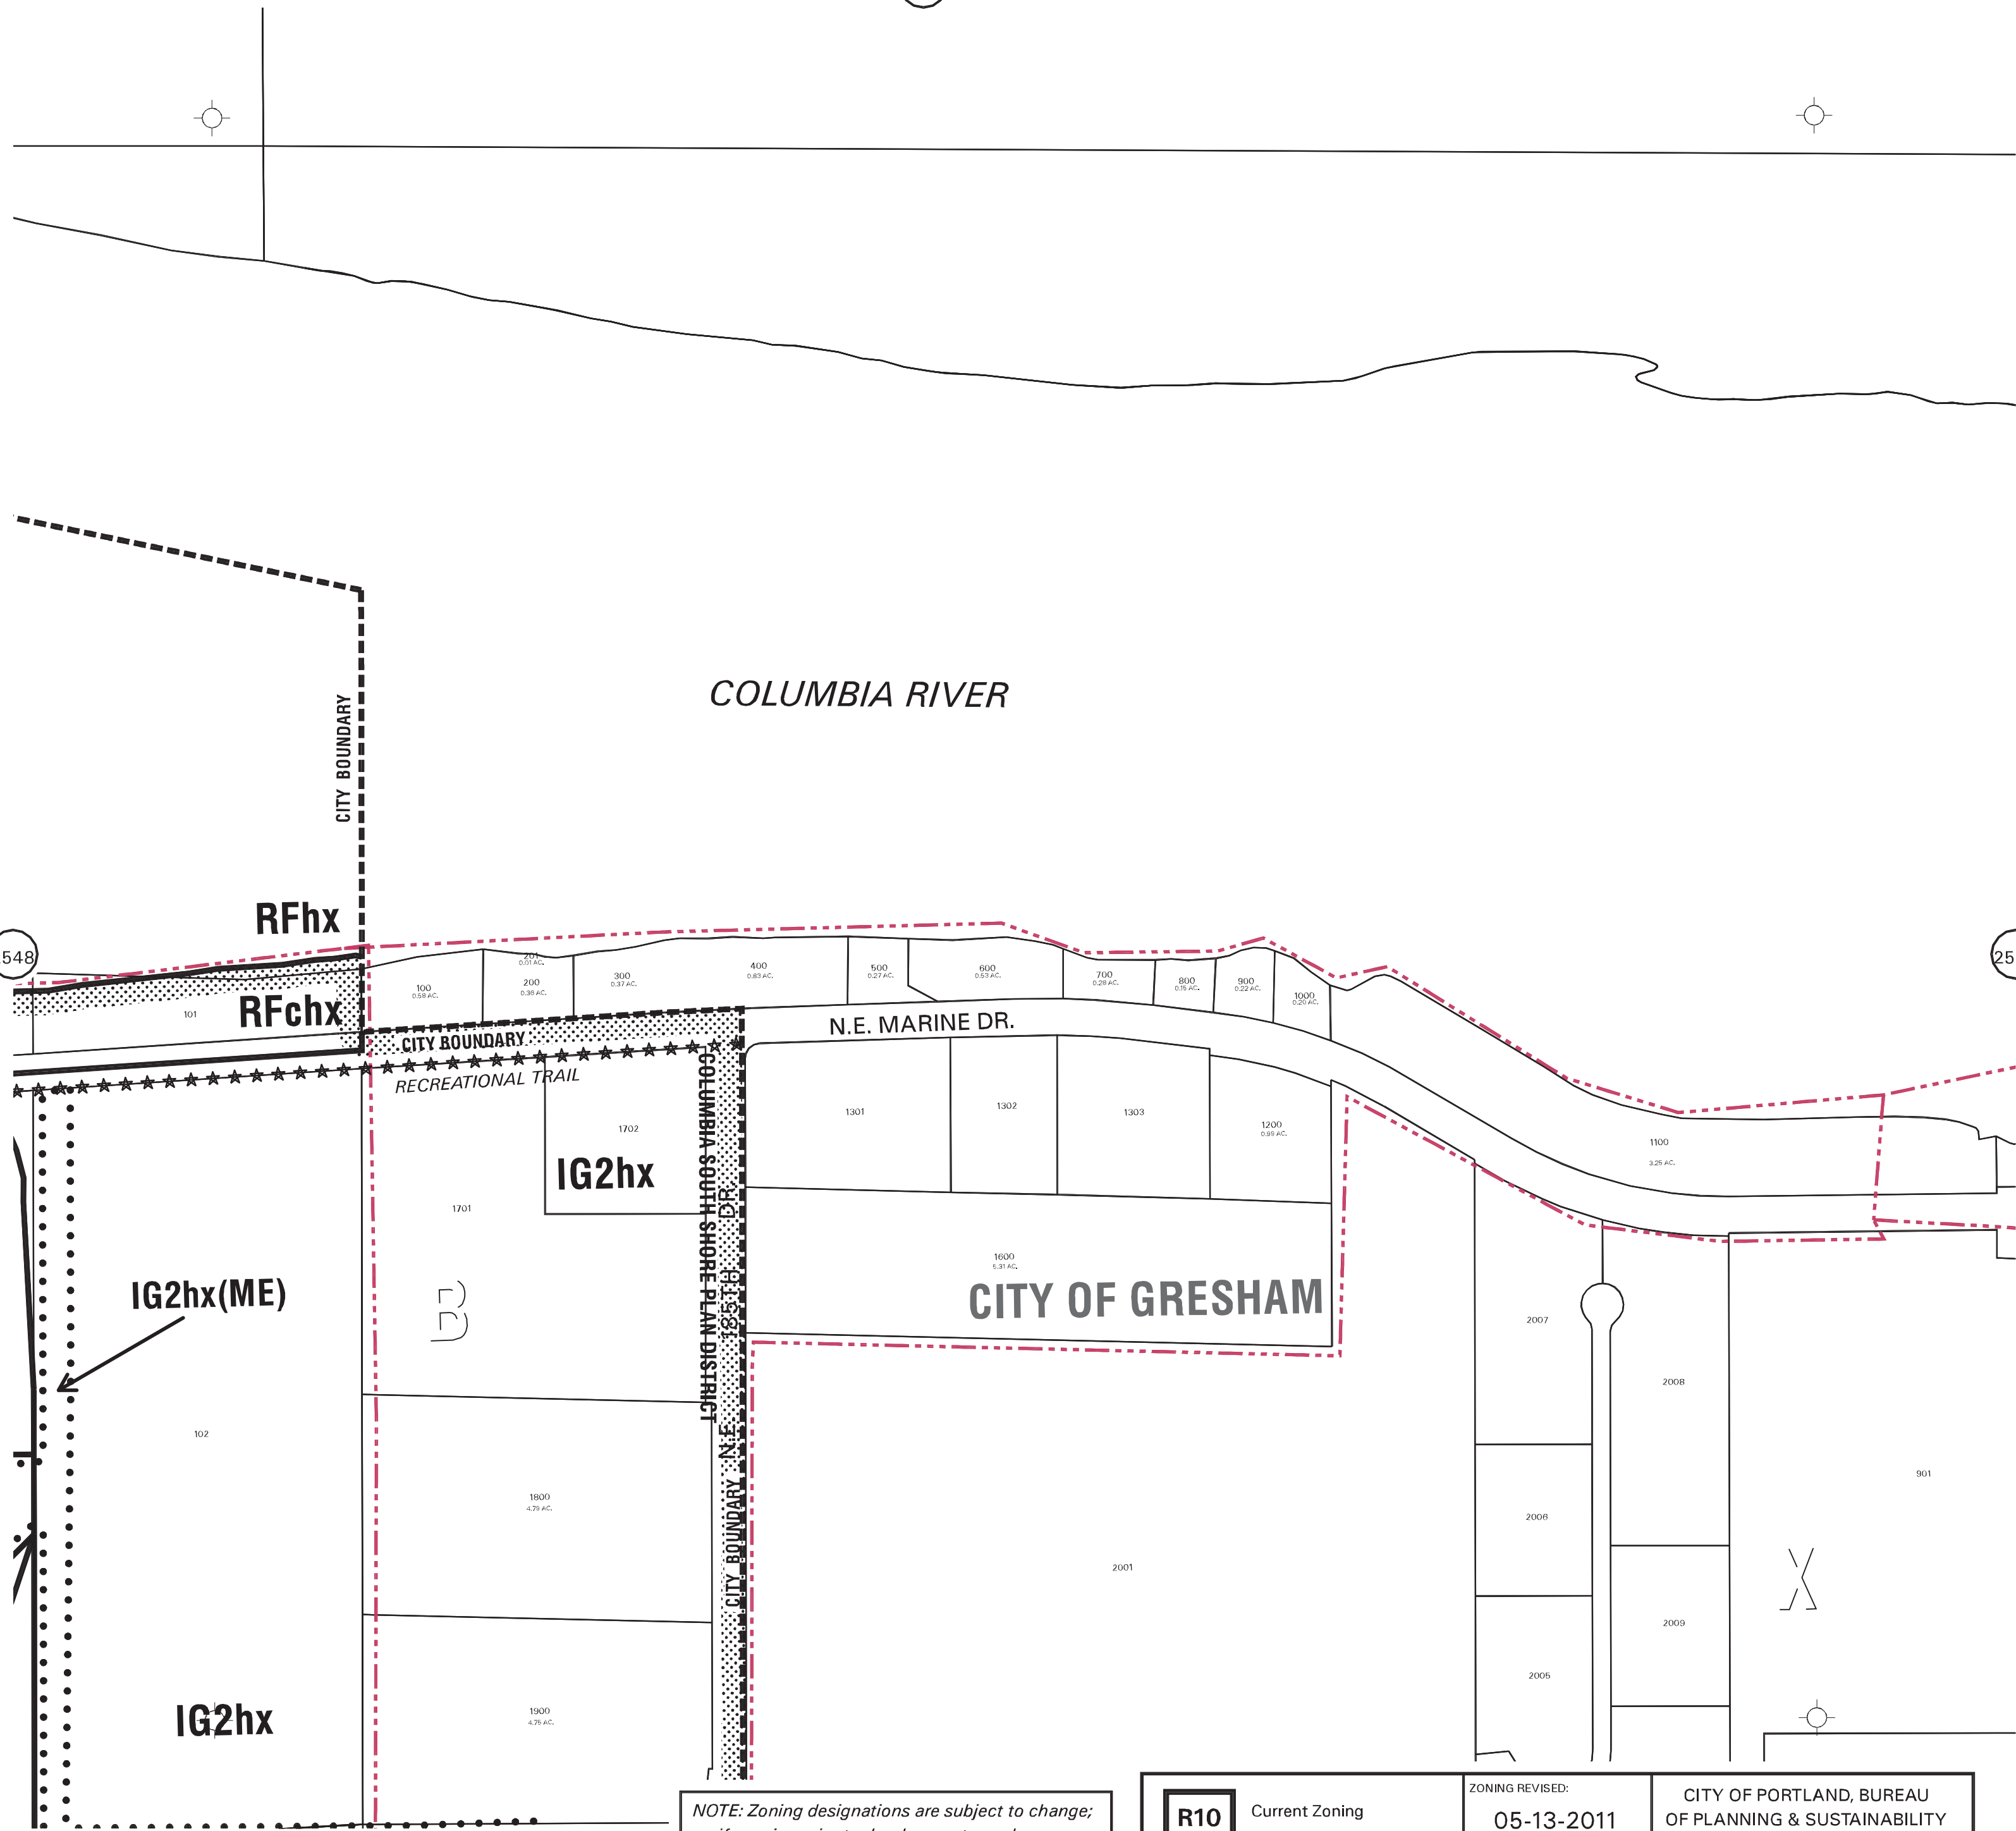 COLUMBIA RIVER
CITY BOUNDARY
RFhx
548
25
201
0.01 AC.
100
0.58 AC.
200
0.36 AC.
300
0.37 AC.
400
0.83 AC.
500
0.27 AC.
600
0.53 AC.
700
0.28 AC.
800
0.15 AC.
900
0.22 AC.
1000
0.20 AC.
101
RFchx
N.E. MARINE DR.
CITY BOUNDARY
RECREATIONAL TRAIL
COLUMBIA SOUTH SHORE PLAN DISTRICT
1301
1302
1303
1200
0.89 AC.
1100
3.25 AC.
1702
IG2hx
1701
N.E. 185TH DR.
1600
5.31 AC.
CITY OF GRESHAM
IG2hx(ME)
B
2007
2008
102
901
1800
4.79 AC.
CITY BOUNDARY
2006
2001
X
2009
2005
1900
4.75 AC.
IG2hx
NOTE: Zoning designations are subject to change;
R10
Current Zoning
ZONING REVISED:
05-13-2011
CITY OF PORTLAND, BUREAU
OF PLANNING & SUSTAINABILITY